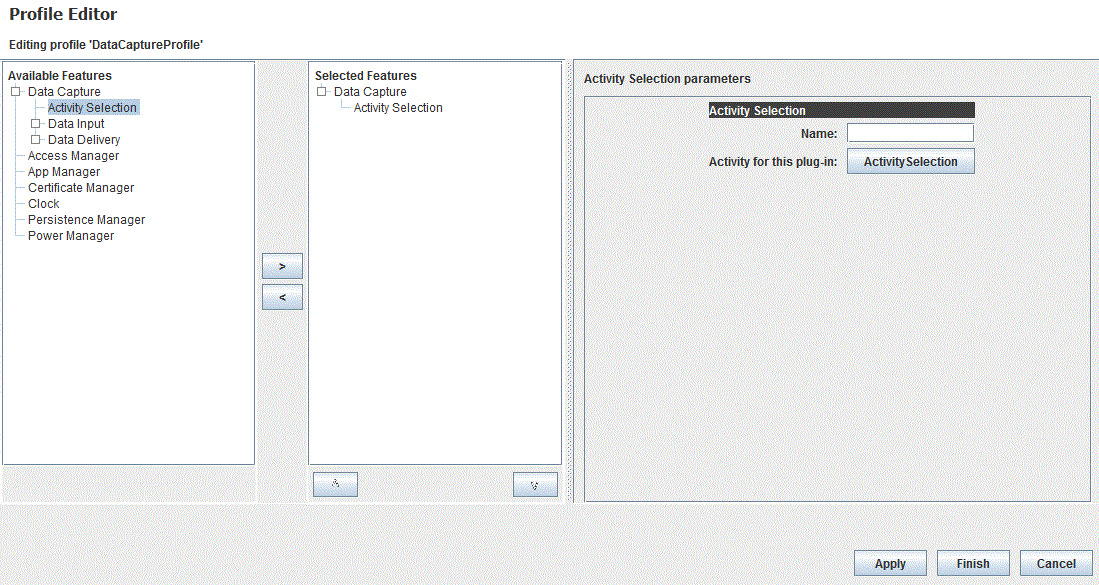 Profile Editor
Editing profile 'DataCaptureProfile'
Available Features
Data Capture
Activity Selection
Data Input
Data Delivery
Access Manager
App Manager
Certificate Manager
Clock
Persistence Manager
Power Manager
>
<
Selected Features
Data Capture
Activity Selection
^
v
Activity Selection parameters
Activity Selection
Name:
Activity for this plug-in: ActivitySelection
Apply Finish Cancel